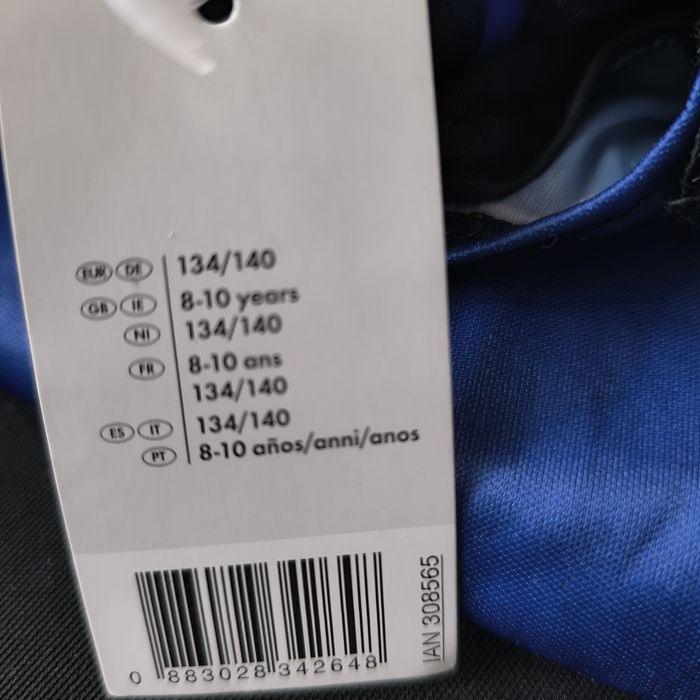 EUR DE 134/140
GB IE 8-10 years
NI 134/140
FR 8-10 ans
134/140
ES IT 134/140
PT 8-10 años/anni/anos
0 883028 342648
IAN 308565